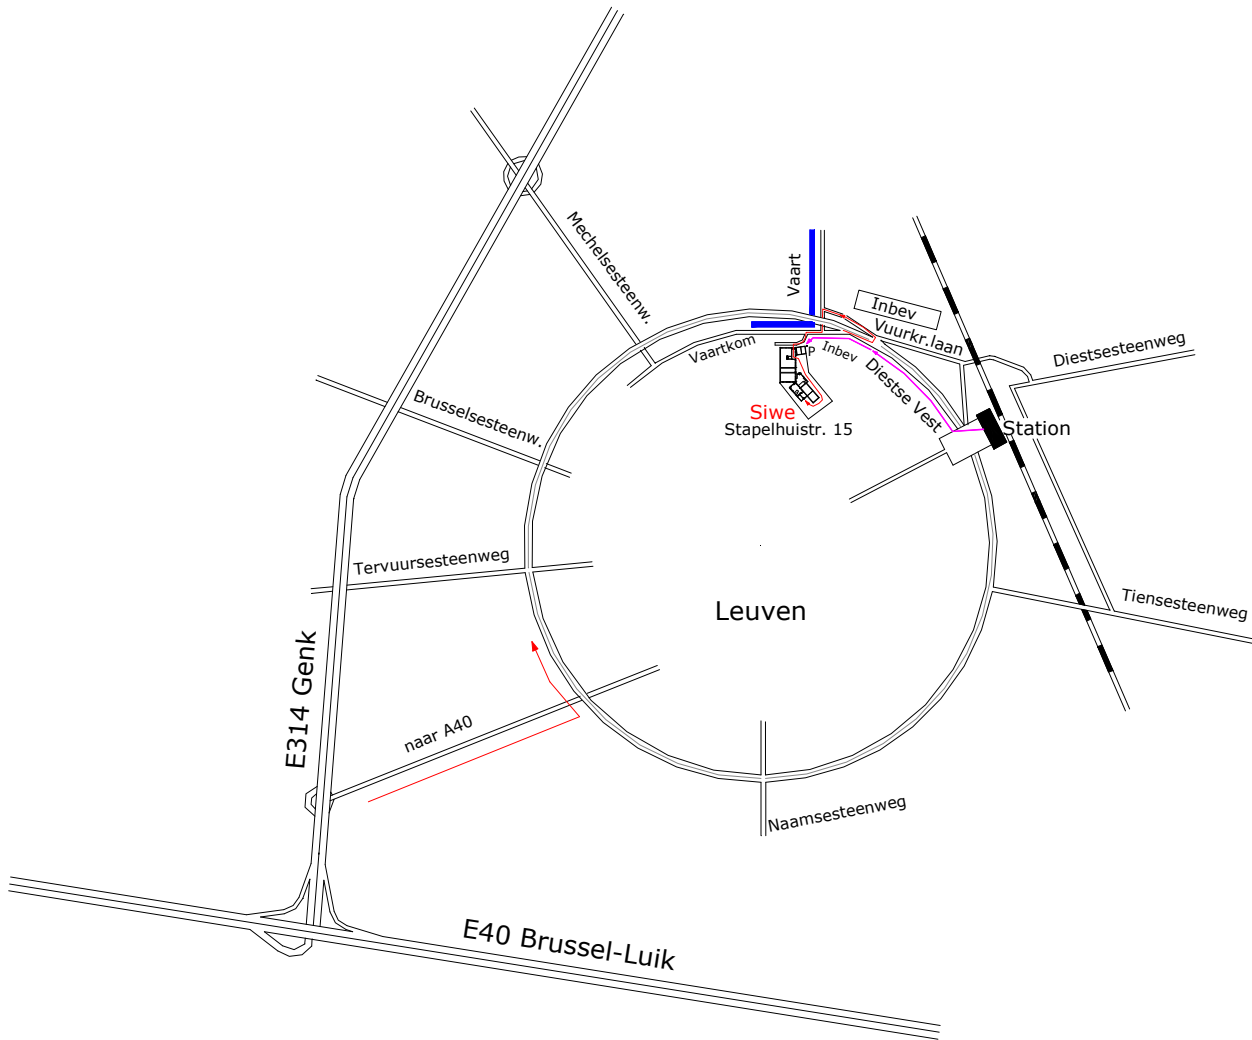 Mechelsesteenw.
Vaart
Inbev
Vuurkr.laan
Vaartkom
P
Inbev
Diestsesteenweg
Diestse Vest
Brusselsesteenw.
Siwe
Stapelhuistr. 15
Station
Tervuursesteenweg
Leuven
Tiensesteenweg
E314 Genk
naar A40
Naamsesteenweg
E40 Brussel-Luik